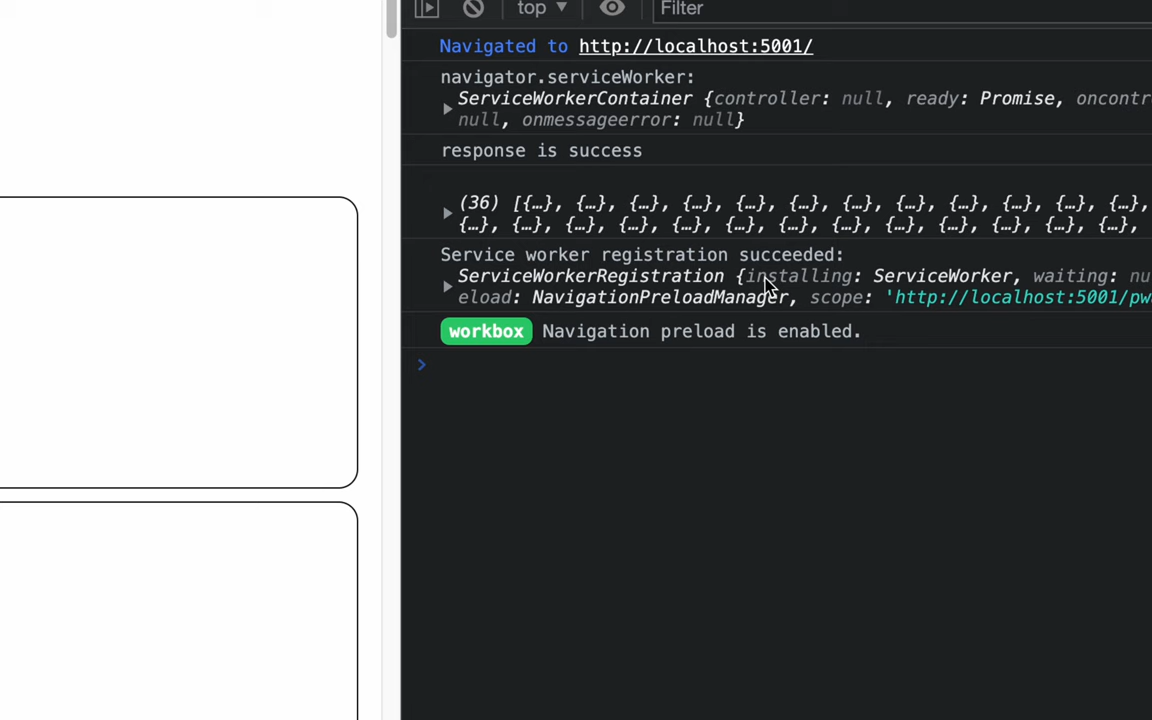 top ▼ Filter
Navigated to http://localhost:5001/
navigator.serviceWorker:
ServiceWorkerContainer {controller: null, ready: Promise, oncontr
null, onmessageerror: null}
response is success
(36) [{…}, {…}, {…}, {…}, {…}, {…}, {…}, {…}, {…}, {…}, {…}, {…},
{…}, {…}, {…}, {…}, {…}, {…}, {…}, {…}, {…}, {…}, {…}, {…}, {…},
Service worker registration succeeded:
ServiceWorkerRegistration {installing: ServiceWorker, waiting: nu
eload: NavigationPreloadManager, scope: 'http://localhost:5001/pw
workbox Navigation preload is enabled.
>